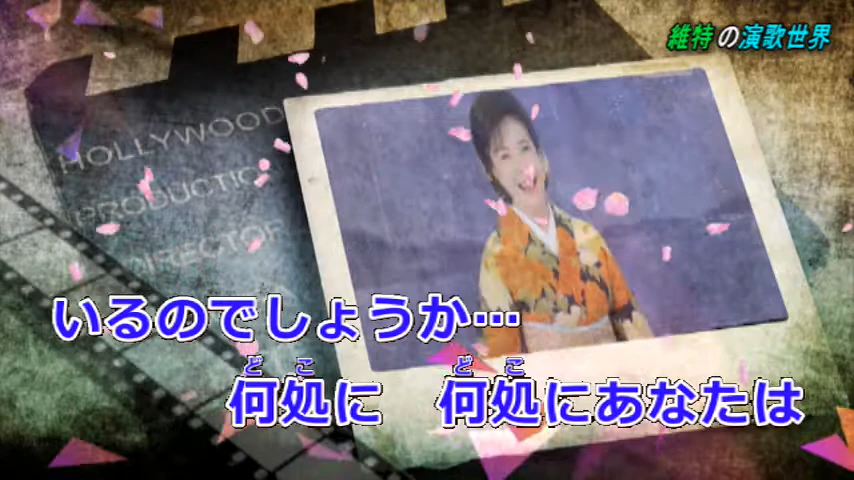 維特の演歌世界
HOLLYWOOD
PRODUCTION
DIRECTOR
いるのでしょうか…
どこ　どこ
何処に　何処にあなたは